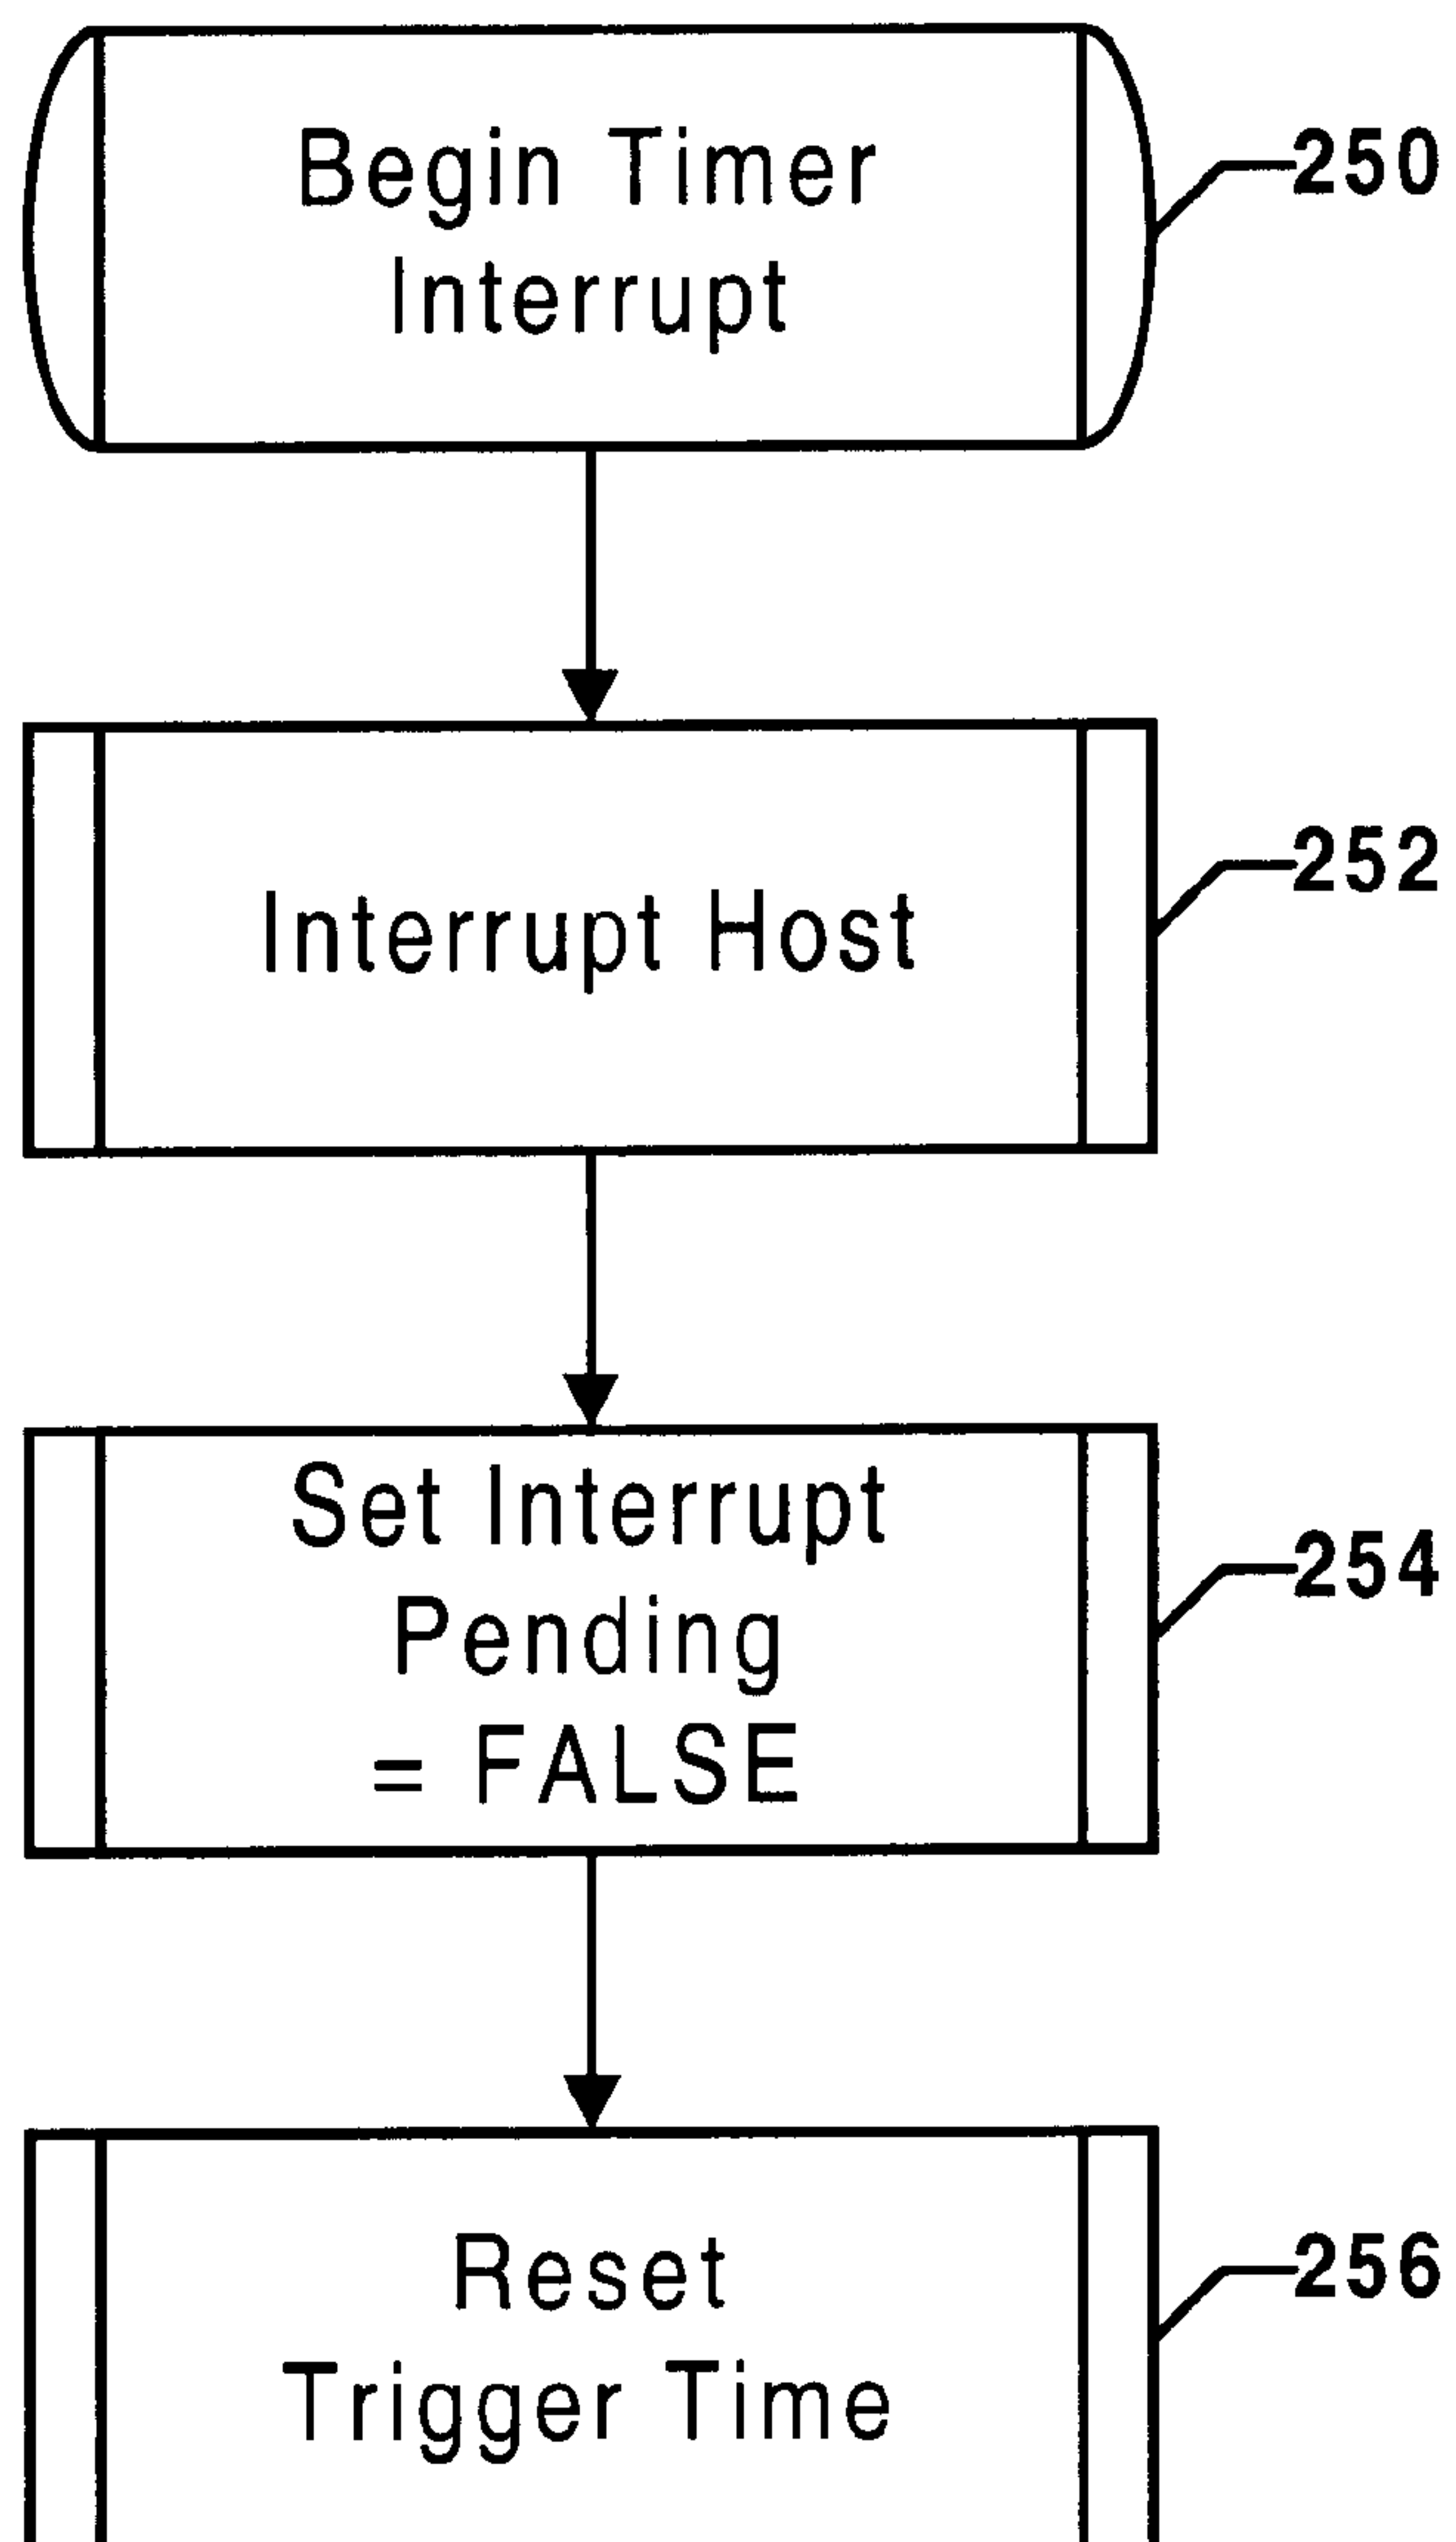 Begin Timer
Interrupt
250
Interrupt Host
252
Set Interrupt
Pending
= FALSE
254
Reset
Trigger Time
256